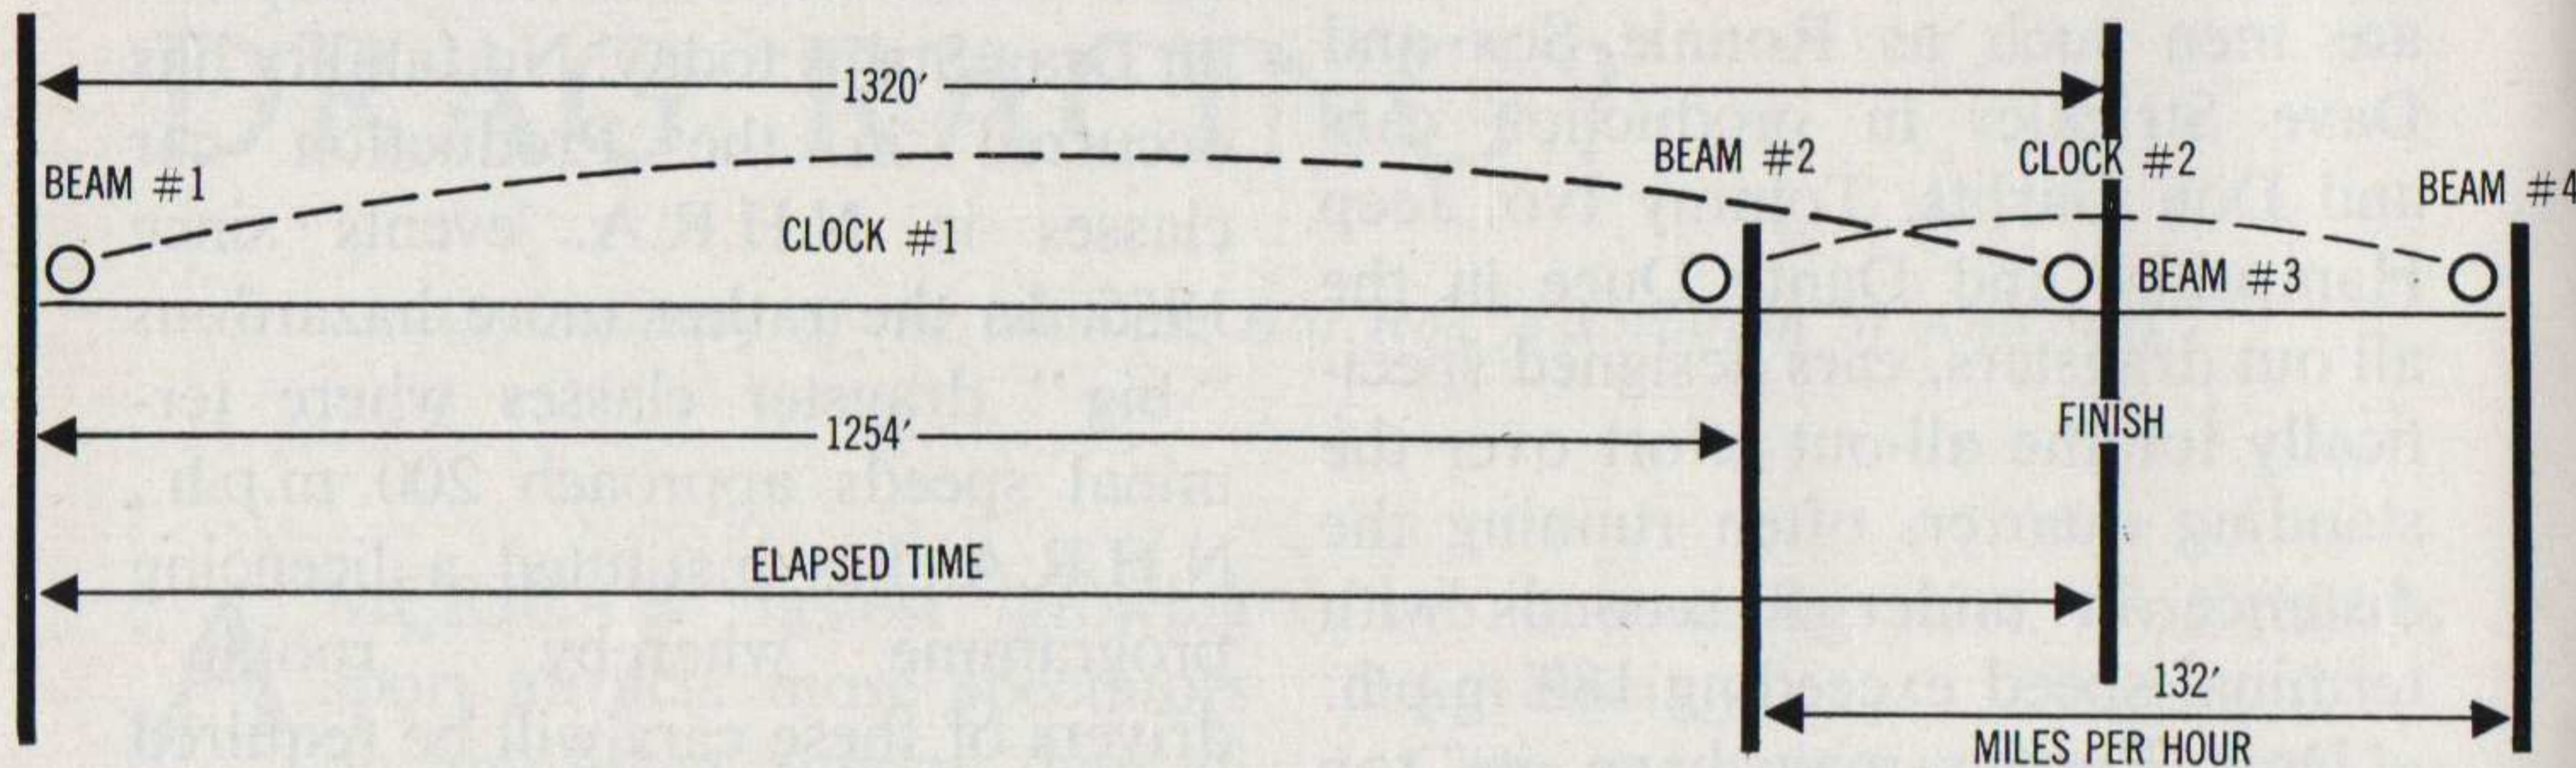 1320′
BEAM #1
BEAM #2
CLOCK #2
BEAM #4
CLOCK #1
BEAM #3
1254′
FINISH
ELAPSED TIME
132′
MILES PER HOUR